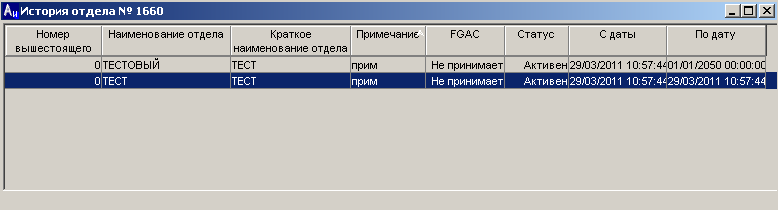 Аи История отдела № 1660
Номер вышестоящего Наименование отдела Краткое наименование отдела Примечание FGAC Статус С даты По дату
0 ТЕСТОВЫЙ ТЕСТ прим Не принимает Активен 29/03/2011 10:57:44 01/01/2050 00:00:00
0 ТЕСТ ТЕСТ прим Не принимает Активен 29/03/2011 10:57:44 29/03/2011 10:57:44